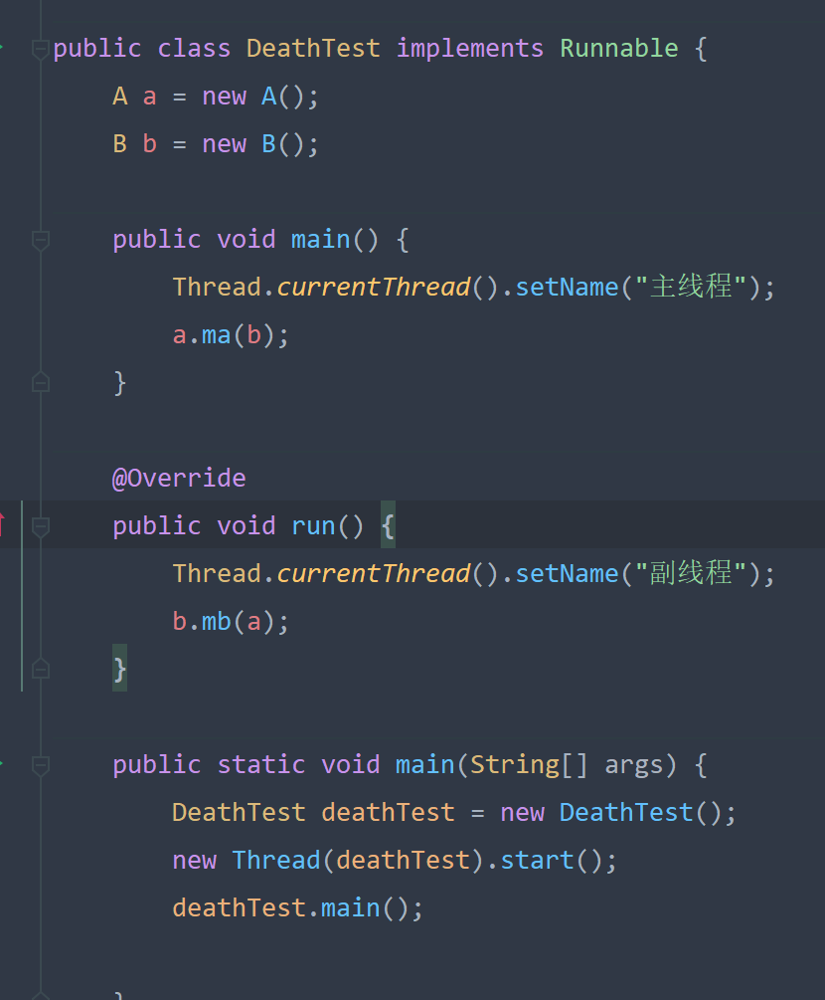 public class DeathTest implements Runnable {
A a = new A();
B b = new B();
public void main() {
Thread.currentThread().setName("主线程");
a.ma(b);
}
@Override
public void run() {
Thread.currentThread().setName("副线程");
b.mb(a);
}
public static void main(String[] args) {
DeathTest deathTest = new DeathTest();
new Thread(deathTest).start();
deathTest.main();
}